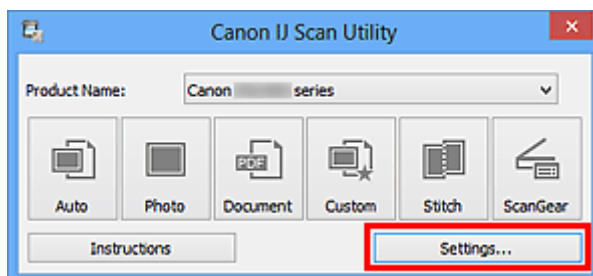 Canon IJ Scan Utility
Product Name: Canon series
PDF
Auto Photo Document Custom Stitch ScanGear
Instructions Settings...